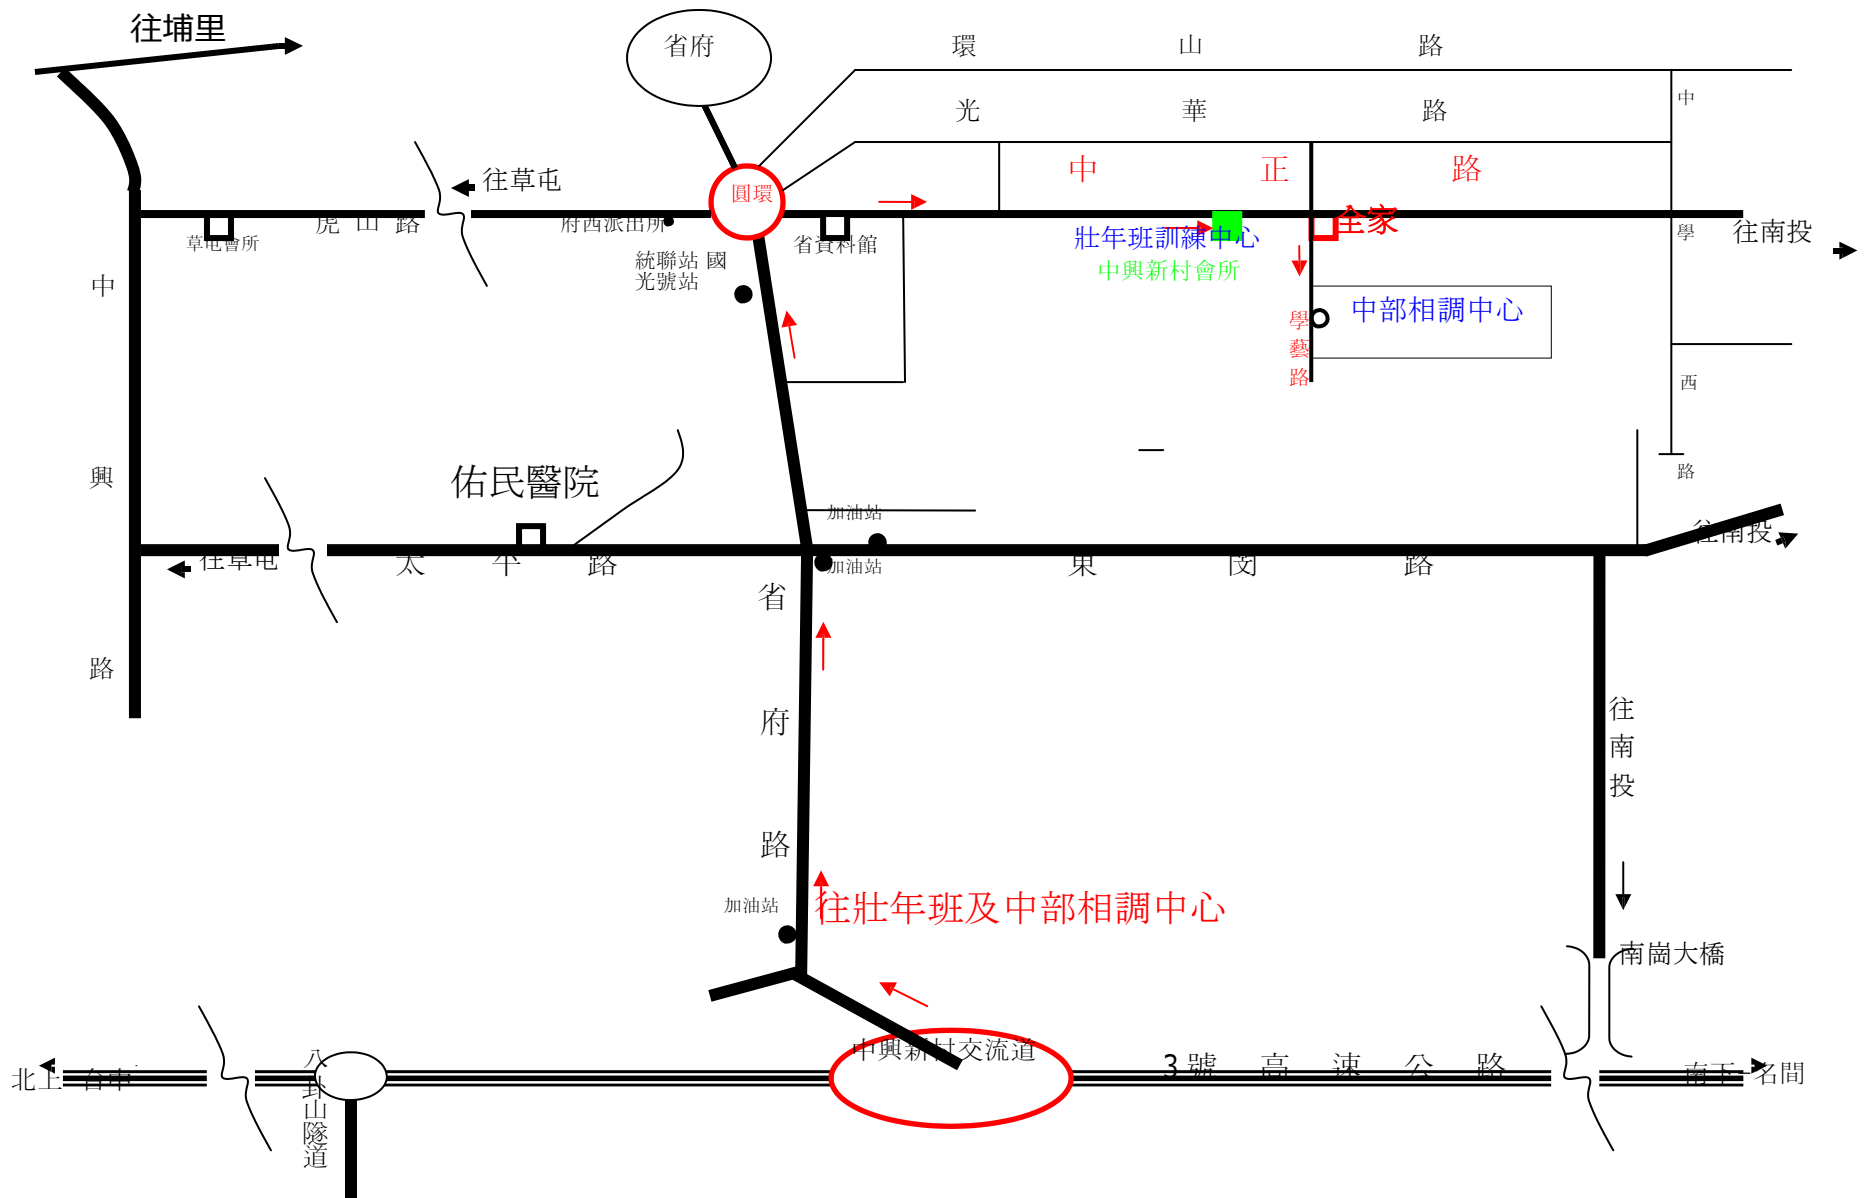 往埔里
省府
環山路
光華路
中正路
中學西路
往草屯
圓環
全家
草屯會所
虎山路
府西派出所
省資料館
往南投
統聯站 國
光號站
壯年班訓練中心
中興新村會所
中部相調中心
學藝路
中興路
佑民醫院
加油站
往南投
往草屯
太平路
加油站
東閔路
省府路
往南投
加油站
往壯年班及中部相調中心
南崗大橋
中興新村交流道
3號高速公路
北上 台中
八卦山隧道
南下-名間